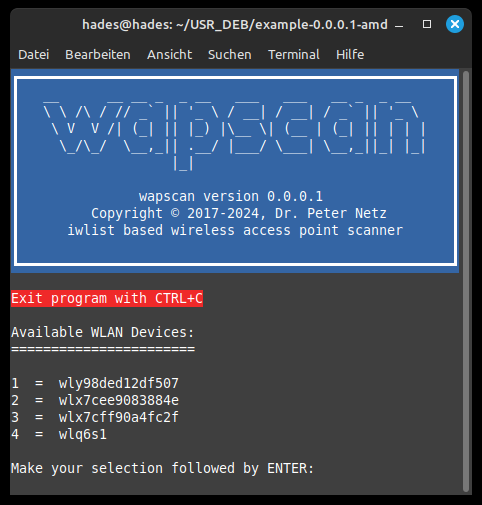 hades@hades: ~/USR_DEB/example-0.0.0.1-amd
Datei Bearbeiten Ansicht Suchen Terminal Hilfe
wapscan
wapscan version 0.0.0.1
Copyright © 2017-2024, Dr. Peter Netz
iwlist based wireless access point scanner
Exit program with CTRL+C
Available WLAN Devices:
=======================
1 = wly98ded12df507
2 = wlx7cee9083884e
3 = wlx7cff90a4fc2f
4 = wlq6s1
Make your selection followed by ENTER: